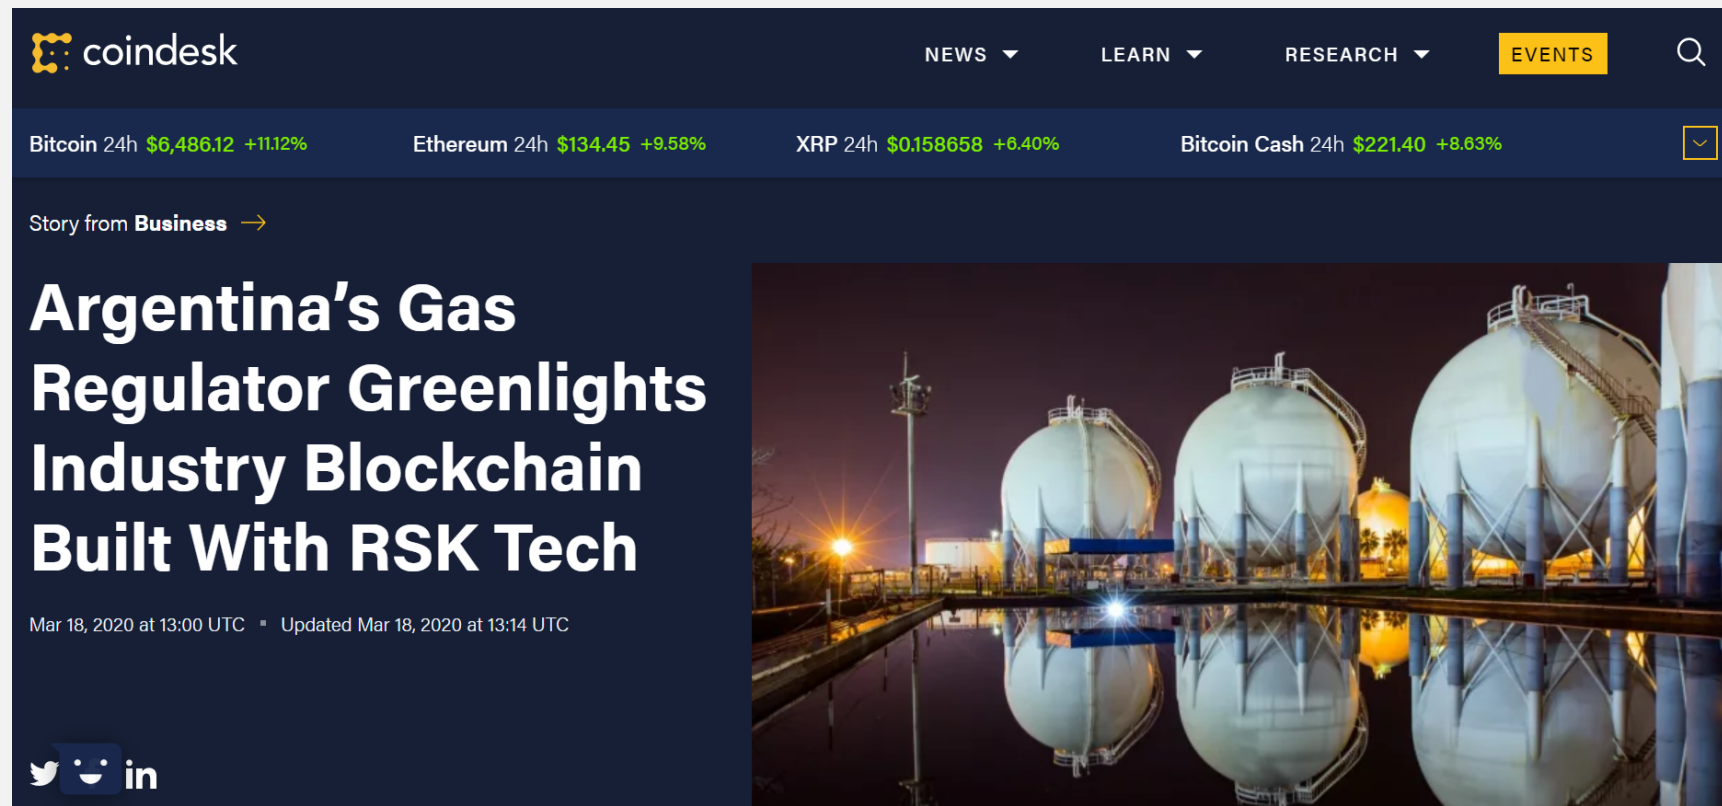 coindesk
NEWS LEARN RESEARCH EVENTS
Bitcoin 24h $6,486.12 +11.12% Ethereum 24h $134.45 +9.58% XRP 24h $0.158658 +6.40% Bitcoin Cash 24h $221.40 +8.63%
Story from Business →
Argentina’s Gas
Regulator Greenlights
Industry Blockchain
Built With RSK Tech
Mar 18, 2020 at 13:00 UTC ▪ Updated Mar 18, 2020 at 13:14 UTC
in